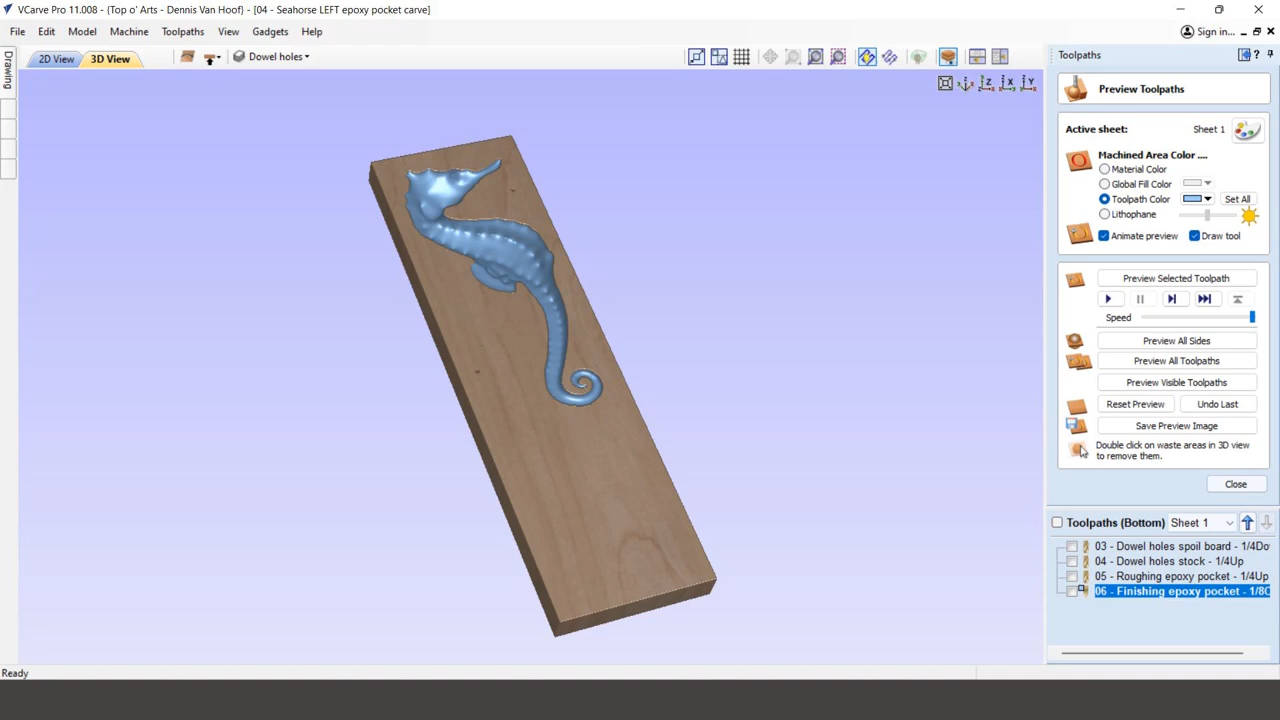 VCarve Pro 11.008 - {Top o' Arts - Dennis Van Hoof} - [04 - Seahorse LEFT epoxy pocket carve]
File Edit Model Machine Toolpaths View Gadgets Help
Sign in...
2D View 3D View Dowel holes
Drawing
Z X Y
Toolpaths
Preview Toolpaths
Active sheet: Sheet 1
Machined Area Color ....
Material Color
Global Fill Color
Toolpath Color Set All
Lithophane
Animate preview Draw tool
Preview Selected Toolpath
Speed
Preview All Sides
Preview All Toolpaths
Preview Visible Toolpaths
Reset Preview Undo Last
Save Preview Image
Double click on waste areas in 3D view
to remove them.
Close
Toolpaths (Bottom) Sheet 1
03 - Dowel holes spoil board - 1/4Do
04 - Dowel holes stock - 1/4Up
05 - Roughing epoxy pocket - 1/4Up
06 - Finishing epoxy pocket - 1/8C
Ready